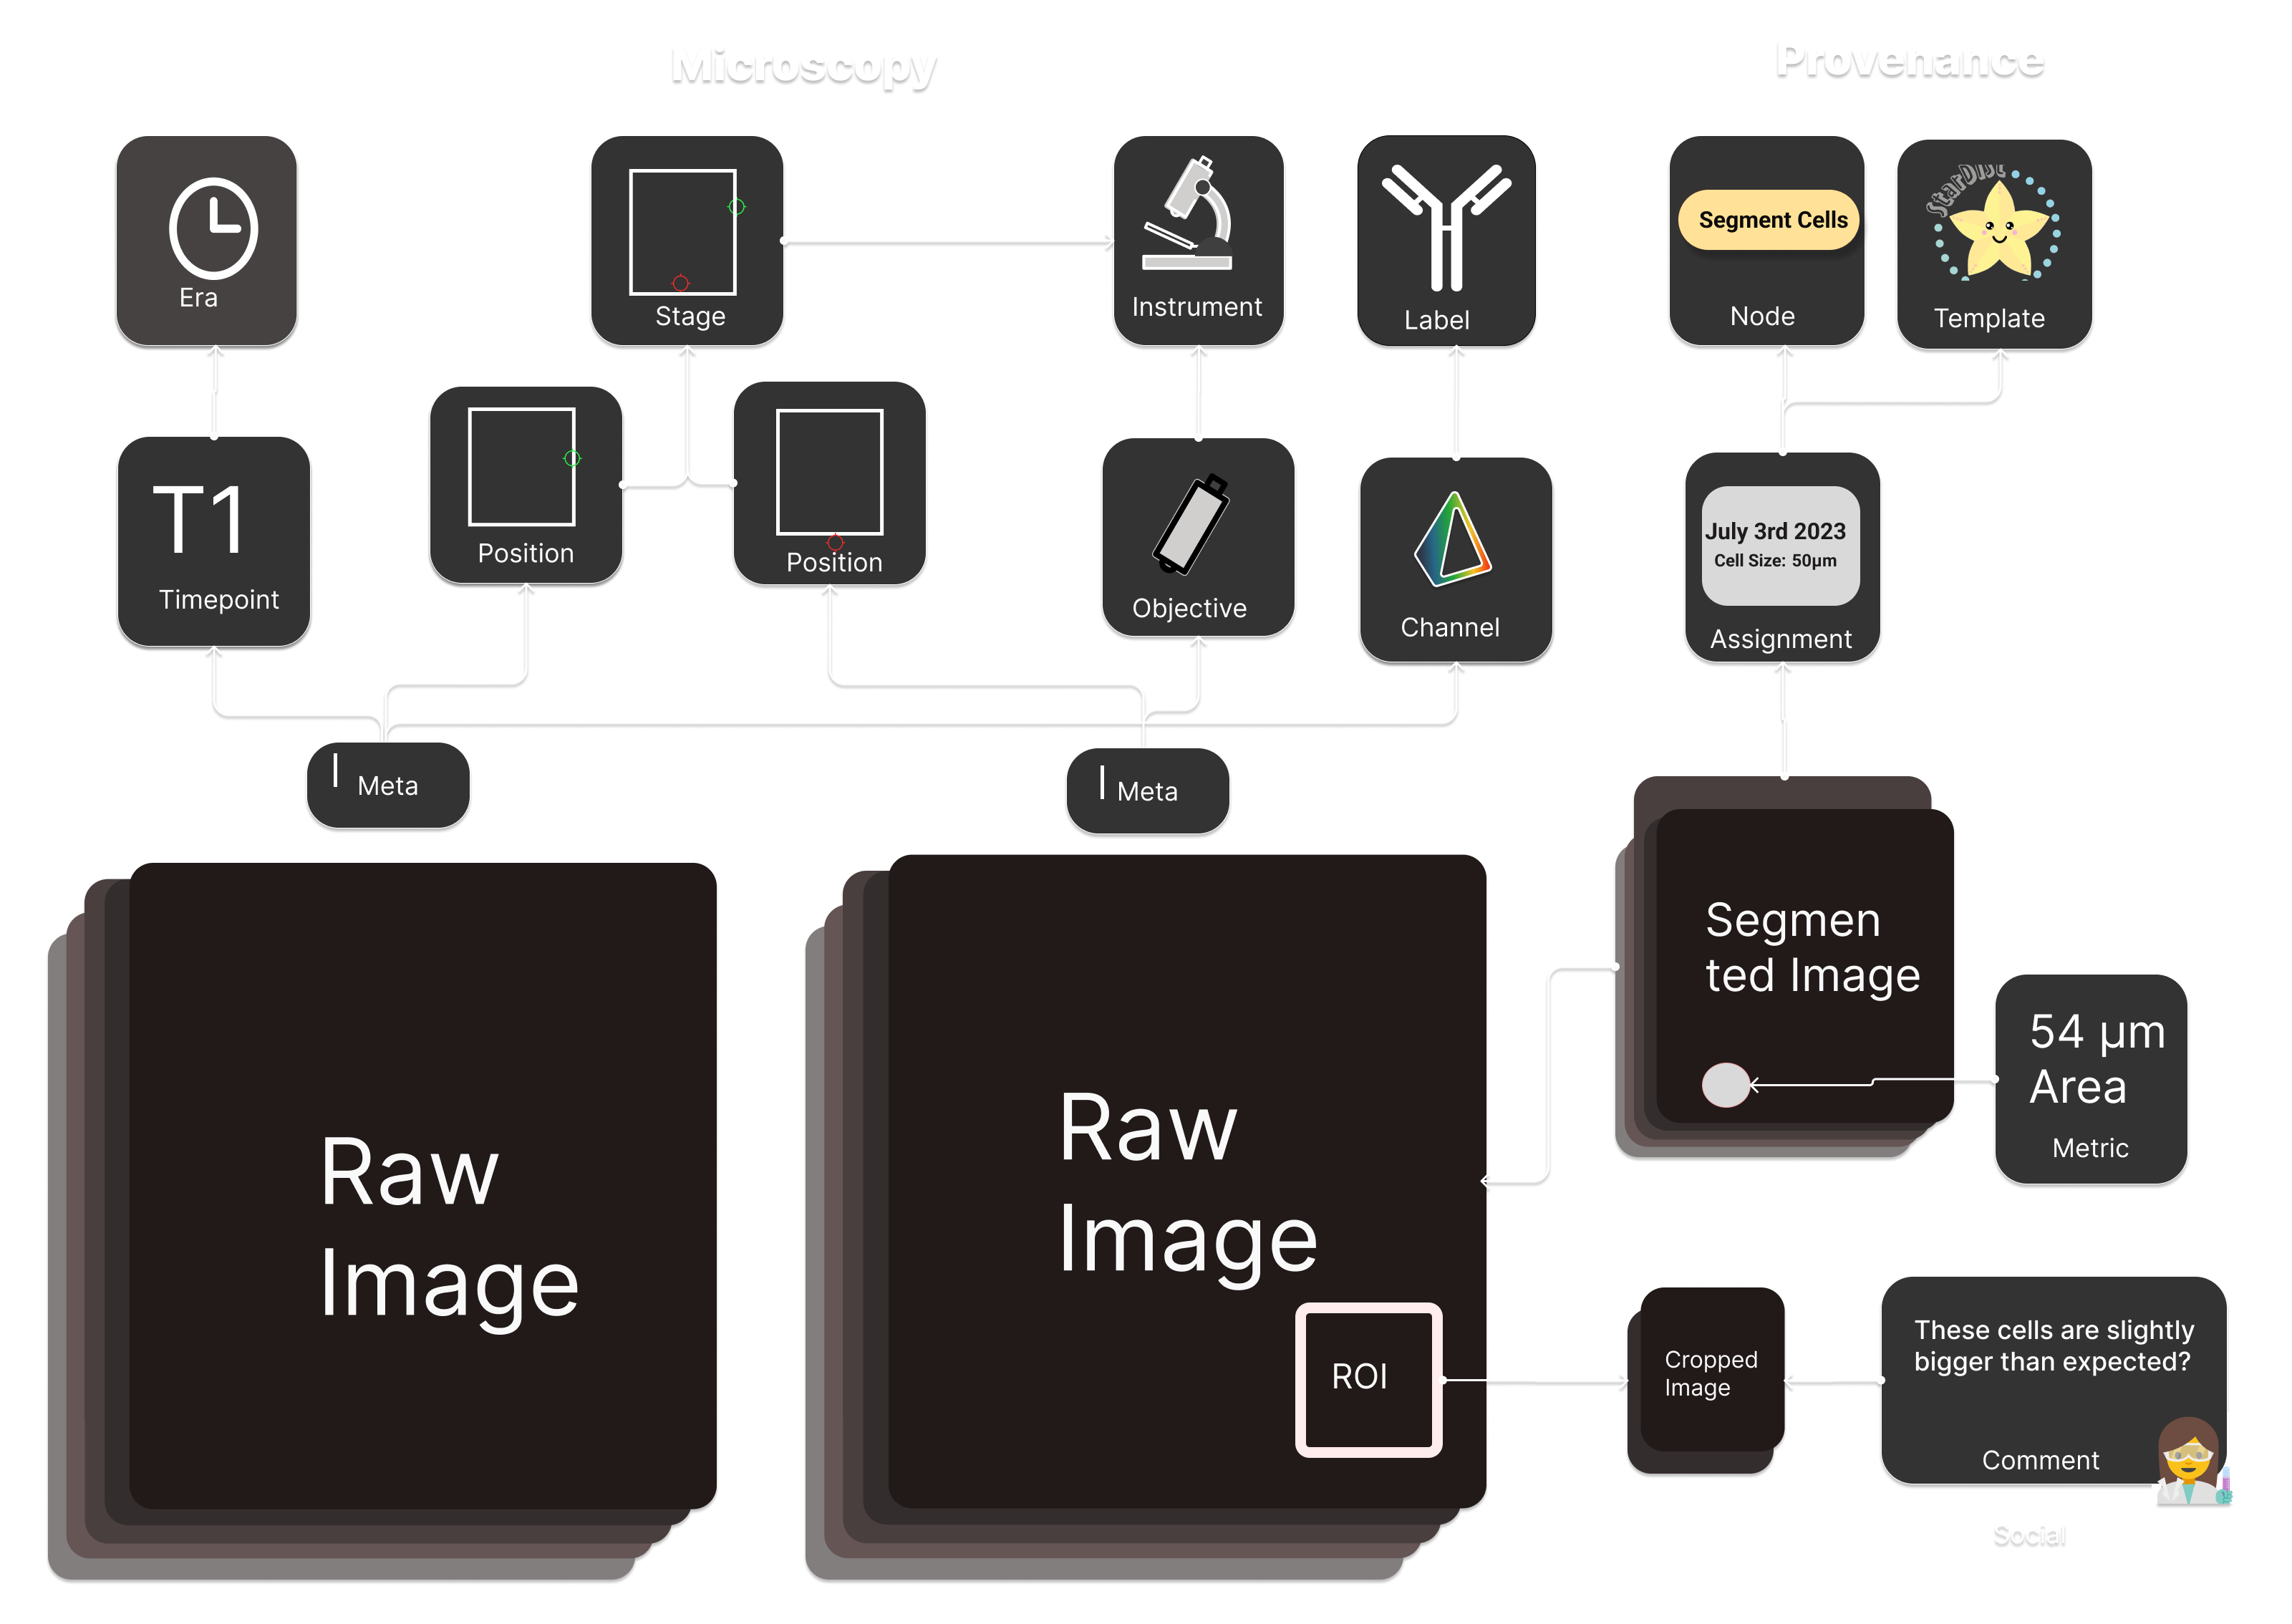 Microscopy
Provenance
Era
Stage
Instrument
Label
Segment Cells
Node
StarDist
Template
T1
Timepoint
Position
Position
Objective
Channel
July 3rd 2023
Cell Size: 50µm
Assignment
Meta
Meta
Raw
Image
Raw
Image
ROI
Segmen
ted Image
54 µm
Area
Metric
Cropped
Image
These cells are slightly
bigger than expected?
Comment
Social